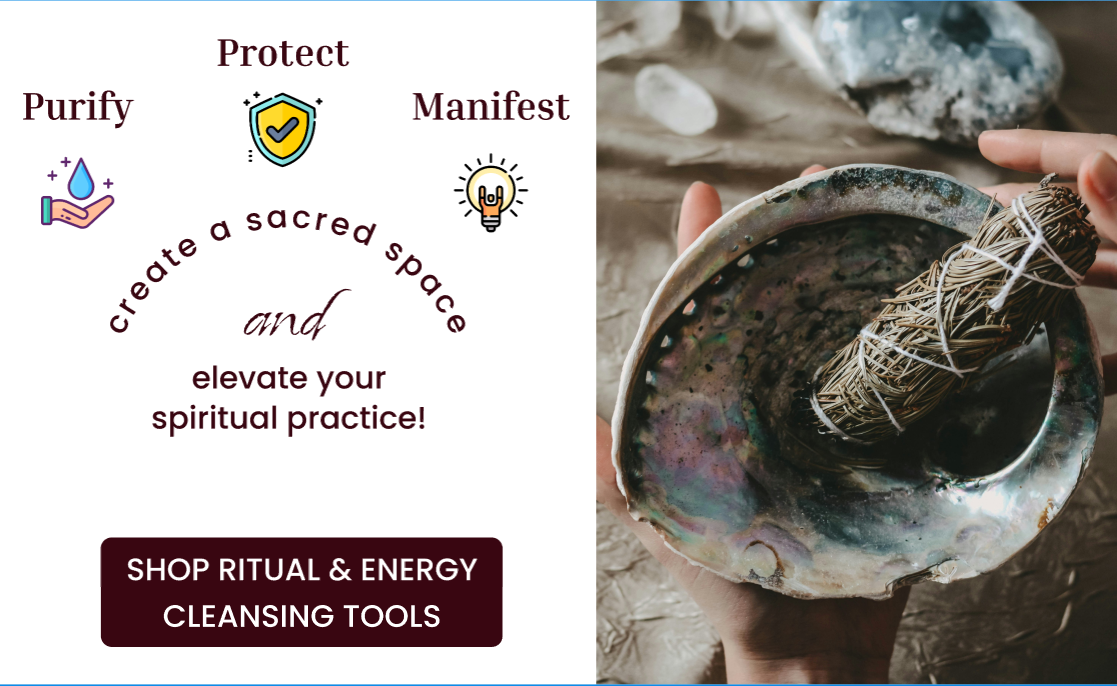 Protect
Purify
Manifest
create a sacred space
and
elevate your
spiritual practice!
SHOP RITUAL & ENERGY
CLEANSING TOOLS